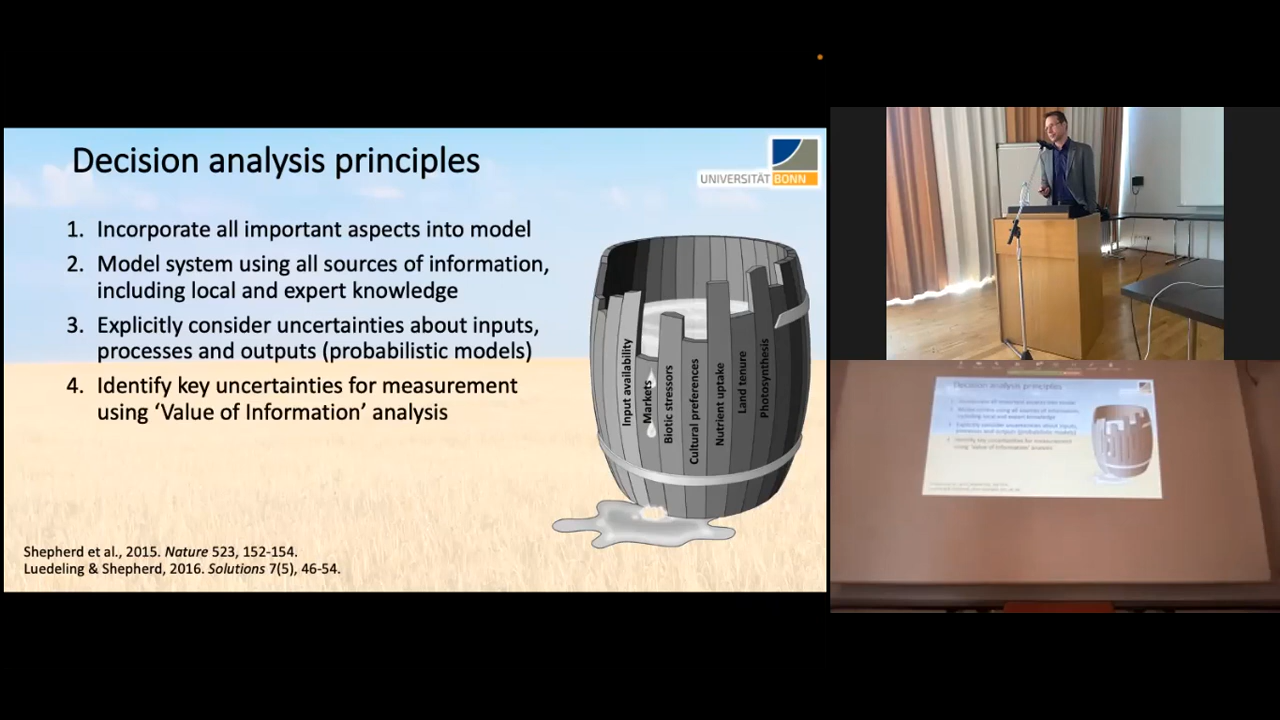 Decision analysis principles
UNIVERSITÄT BONN
1. Incorporate all important aspects into model
2. Model system using all sources of information,
including local and expert knowledge
3. Explicitly consider uncertainties about inputs,
processes and outputs (probabilistic models)
4. Identify key uncertainties for measurement
using ‘Value of Information’ analysis
Input availability
Markets
Biotic stressors
Cultural preferences
Nutrient uptake
Land tenure
Photosynthesis
Shepherd et al., 2015. Nature 523, 152-154.
Luedeling & Shepherd, 2016. Solutions 7(5), 46-54.
Decision analysis principles